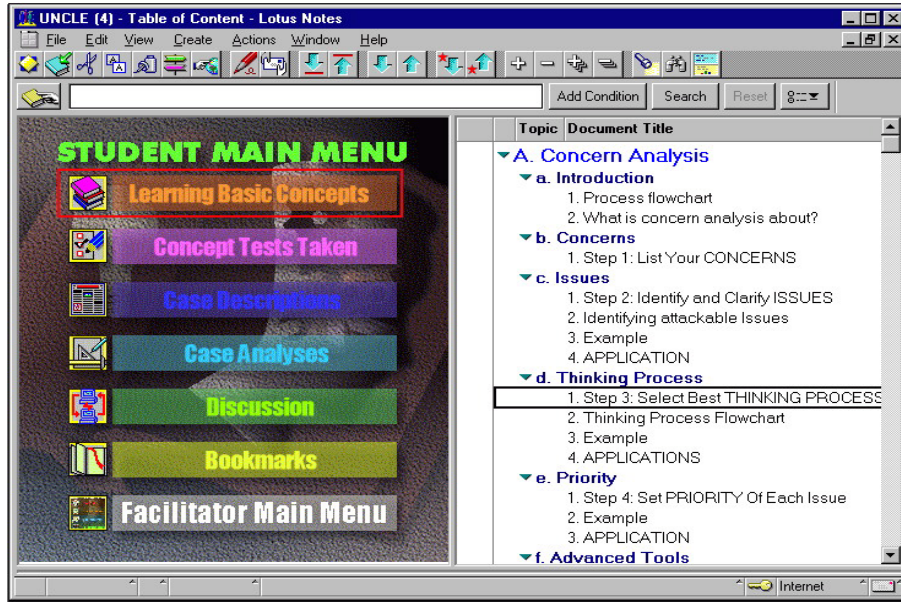 UNCLE (4) - Table of Content - Lotus Notes
File Edit View Create Actions Window Help
Add Condition Search Reset
STUDENT MAIN MENU
Learning Basic Concepts
Concept Tests Taken
Case Descriptions
Case Analyses
Discussion
Bookmarks
Facilitator Main Menu
Topic Document Title
A. Concern Analysis
a. Introduction
1. Process flowchart
2. What is concern analysis about?
b. Concerns
1. Step 1: List Your CONCERNS
c. Issues
1. Step 2: Identify and Clarify ISSUES
2. Identifying attackable Issues
3. Example
4. APPLICATION
d. Thinking Process
1. Step 3: Select Best THINKING PROCESS
2. Thinking Process Flowchart
3. Example
4. APPLICATIONS
e. Priority
1. Step 4: Set PRIORITY Of Each Issue
2. Example
3. APPLICATION
f. Advanced Tools
Internet